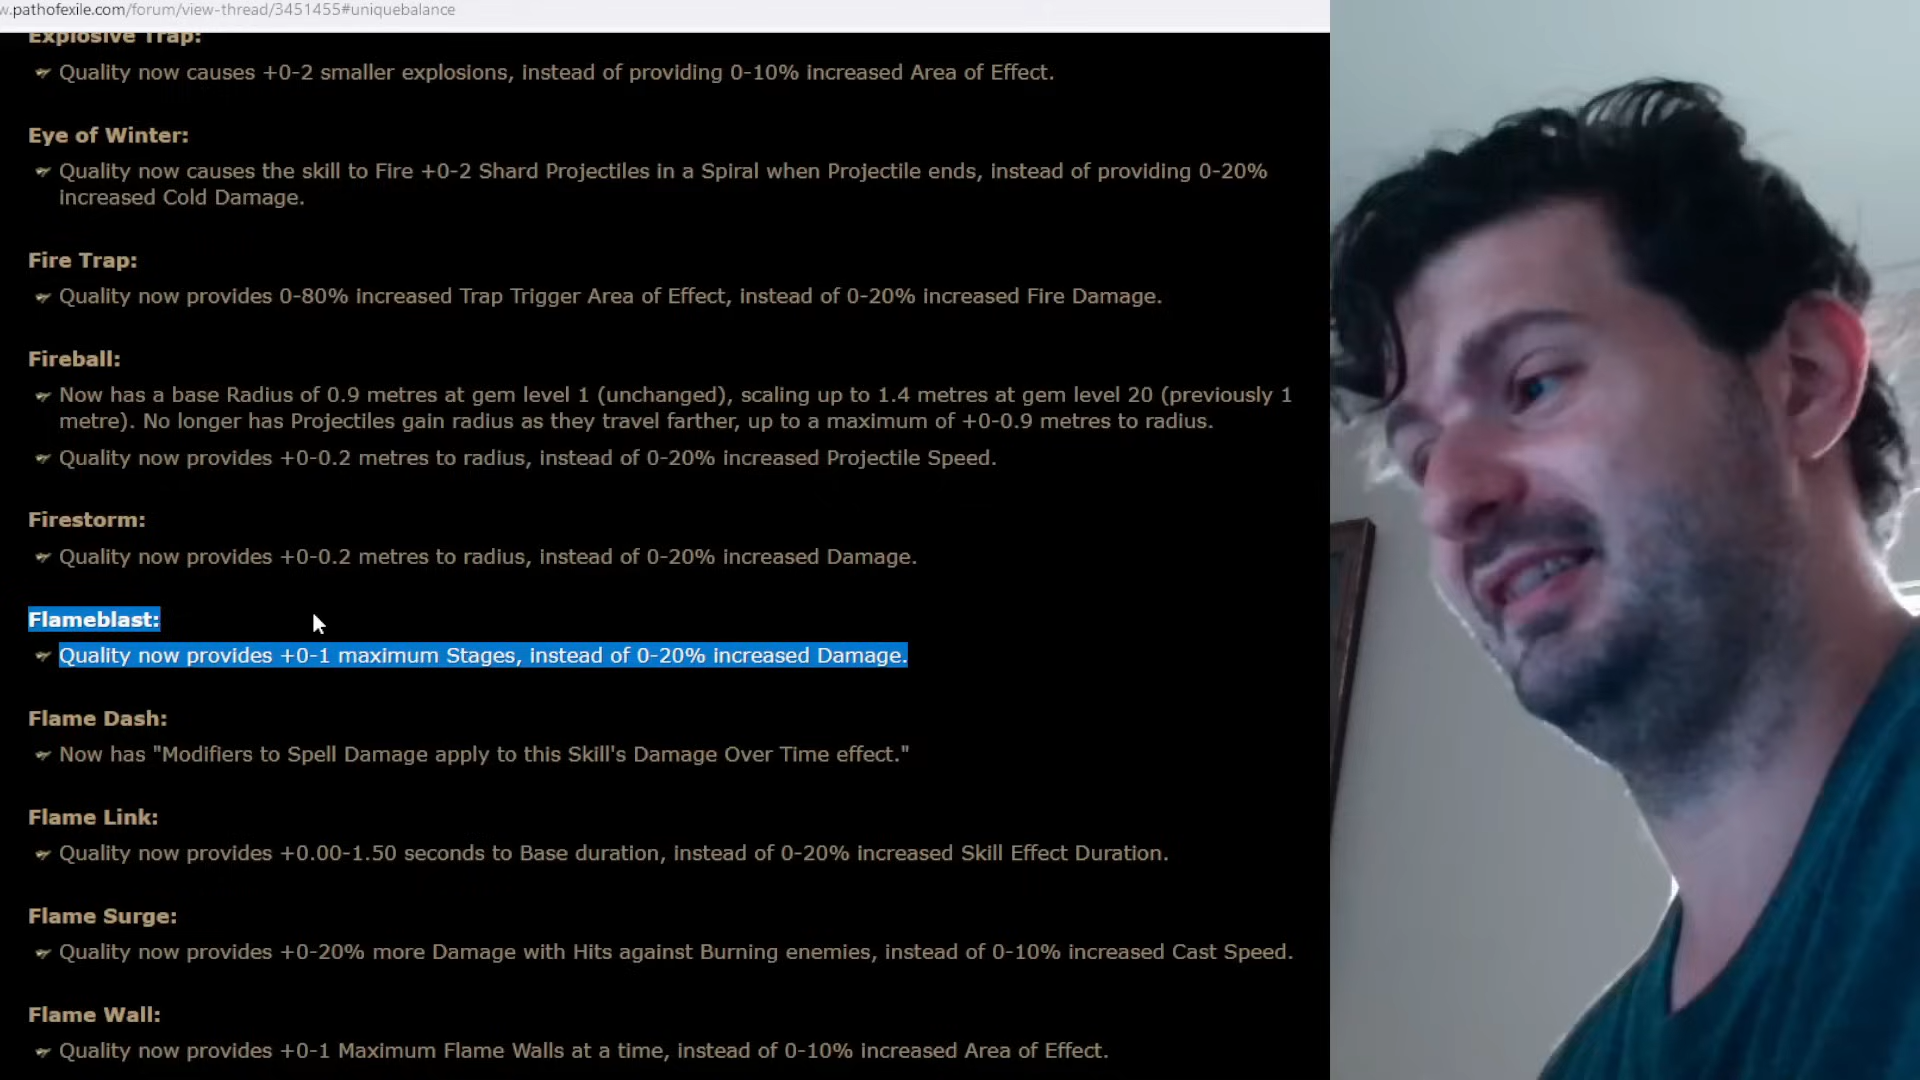 w.pathofexile.com/forum/view-thread/3451455#uniquebalance
Explosive Trap:
Quality now causes +0-2 smaller explosions, instead of providing 0-10% increased Area of Effect.
Eye of Winter:
Quality now causes the skill to Fire +0-2 Shard Projectiles in a Spiral when Projectile ends, instead of providing 0-20%
increased Cold Damage.
Fire Trap:
Quality now provides 0-80% increased Trap Trigger Area of Effect, instead of 0-20% increased Fire Damage.
Fireball:
Now has a base Radius of 0.9 metres at gem level 1 (unchanged), scaling up to 1.4 metres at gem level 20 (previously 1
metre). No longer has Projectiles gain radius as they travel farther, up to a maximum of +0-0.9 metres to radius.
Quality now provides +0-0.2 metres to radius, instead of 0-20% increased Projectile Speed.
Firestorm:
Quality now provides +0-0.2 metres to radius, instead of 0-20% increased Damage.
Flameblast:
Quality now provides +0-1 maximum Stages, instead of 0-20% increased Damage.
Flame Dash:
Now has "Modifiers to Spell Damage apply to this Skill's Damage Over Time effect."
Flame Link:
Quality now provides +0.00-1.50 seconds to Base duration, instead of 0-20% increased Skill Effect Duration.
Flame Surge:
Quality now provides +0-20% more Damage with Hits against Burning enemies, instead of 0-10% increased Cast Speed.
Flame Wall:
Quality now provides +0-1 Maximum Flame Walls at a time, instead of 0-10% increased Area of Effect.